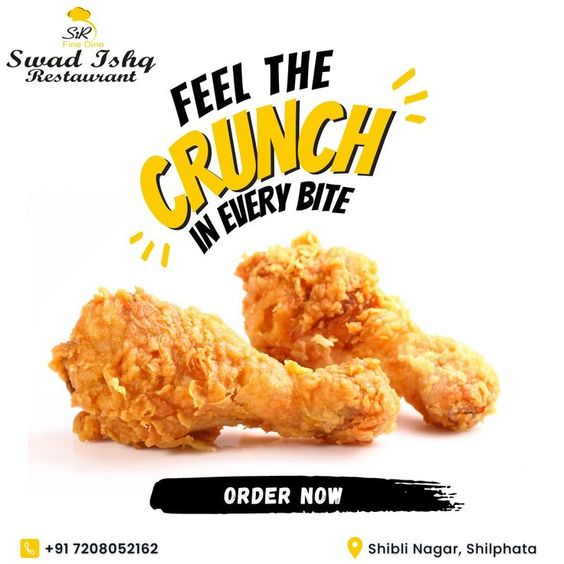 SiR
Fine Dine
Swad Ishq
Restaurant
FEEL THE
CRUNCH
IN EVERY BITE
ORDER NOW
+91 7208052162
Shibli Nagar, Shilphata